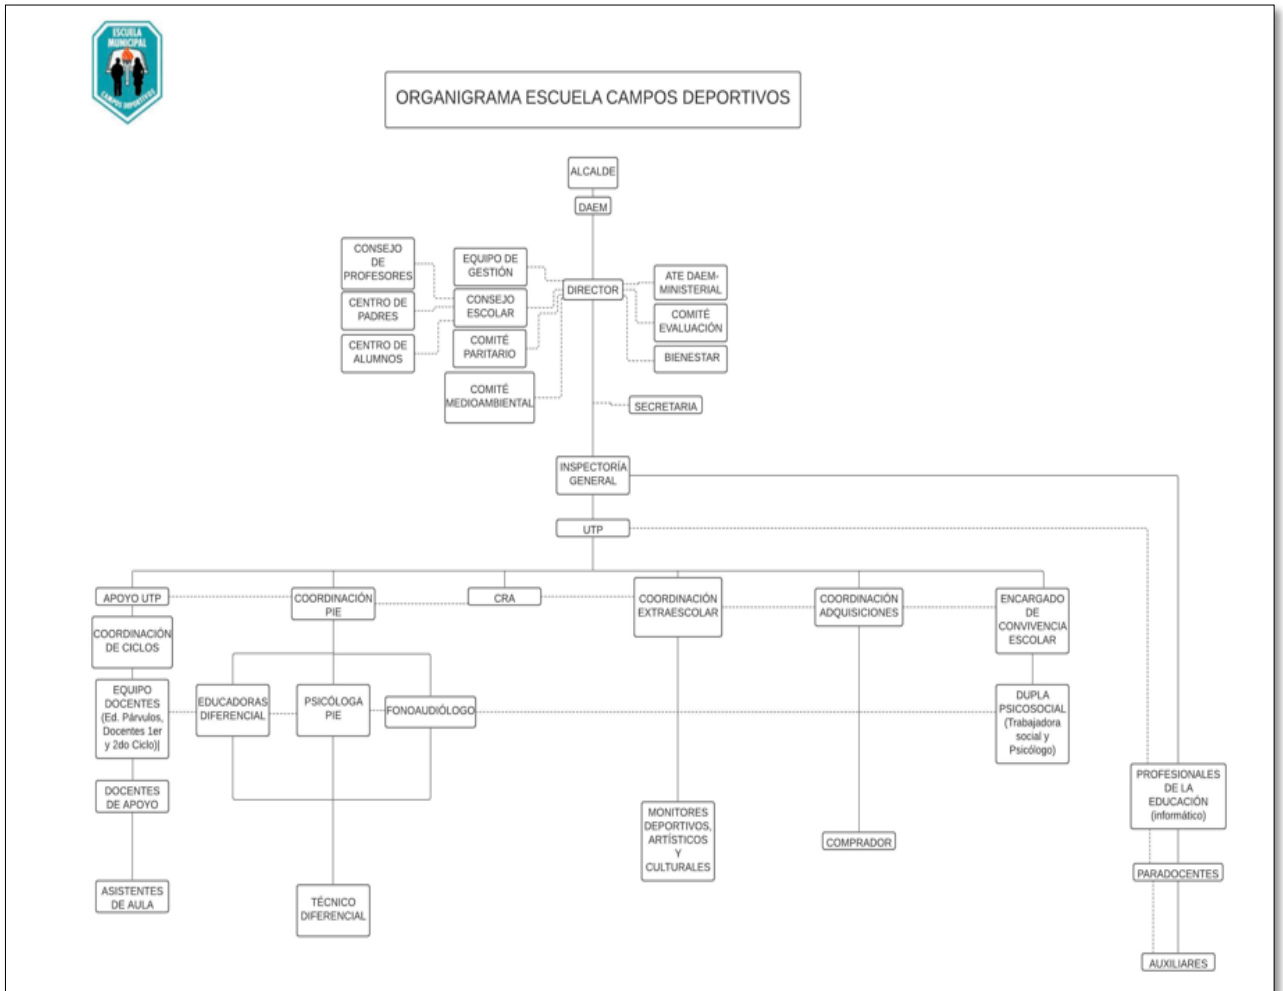 ESCUELA
MUNICIPAL
CAMPOS DEPORTIVOS
ORGANIGRAMA ESCUELA CAMPOS DEPORTIVOS
ALCALDE
DAEM
CONSEJO
DE
PROFESORES
CENTRO DE
PADRES
CENTRO DE
ALUMNOS
EQUIPO DE
GESTIÓN
CONSEJO
ESCOLAR
COMITÉ
PARITARIO
COMITÉ
MEDIOAMBIENTAL
DIRECTOR
ATE DAEM-
MINISTERIAL
COMITÉ
EVALUACIÓN
BIENESTAR
SECRETARIA
INSPECTORÍA
GENERAL
UTP
APOYO UTP
COORDINACIÓN
PIE
CRA
COORDINACIÓN
EXTRAESCOLAR
COORDINACIÓN
ADQUISICIONES
ENCARGADO
DE
CONVIVENCIA
ESCOLAR
COORDINACIÓN
DE CICLOS
EQUIPO
DOCENTES
(Ed. Párvulos,
Docentes 1er
y 2do Ciclo)|
EDUCADORAS
DIFERENCIAL
PSICÓLOGA
PIE
FONOAUDIÓLOGO
DUPLA
PSICOSOCIAL
(Trabajadora
social y
Psicólogo)
DOCENTES
DE APOYO
MONITORES
DEPORTIVOS,
ARTÍSTICOS
Y
CULTURALES
COMPRADOR
PROFESIONALES
DE LA
EDUCACIÓN
(informático)
PARADOCENTES
ASISTENTES
DE AULA
TÉCNICO
DIFERENCIAL
AUXILIARES